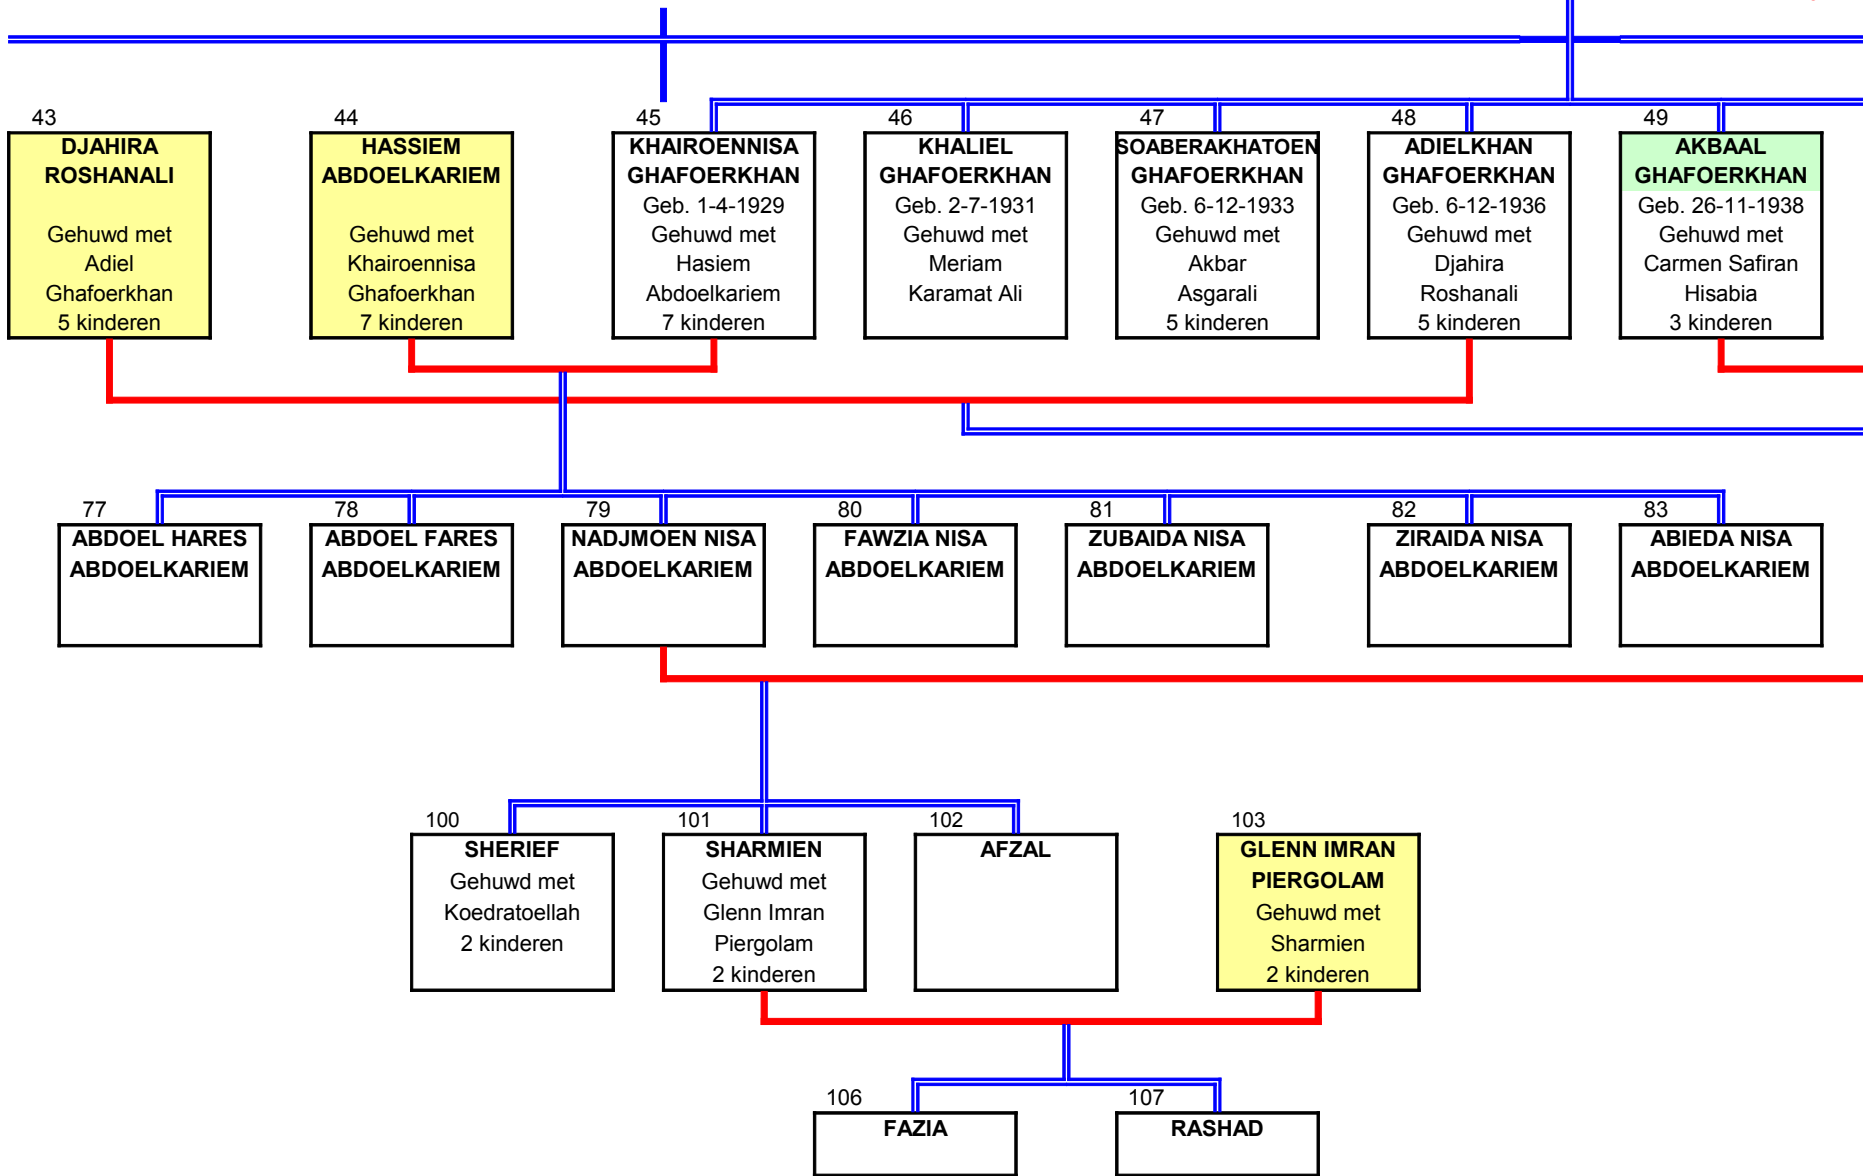 43
DJAHIRA
ROSHANALI
Gehuwd met
Adiel
Ghafoerkhan
5 kinderen
44
HASSIEM
ABDOELKARIEM
Gehuwd met
Khairoennisa
Ghafoerkhan
7 kinderen
45
KHAIROENNISA
GHAFOERKHAN
Geb. 1-4-1929
Gehuwd met
Hasiem
Abdoelkariem
7 kinderen
46
KHALIEL
GHAFOERKHAN
Geb. 2-7-1931
Gehuwd met
Meriam
Karamat Ali
47
SOABERAKHATOEN
GHAFOERKHAN
Geb. 6-12-1933
Gehuwd met
Akbar
Asgarali
5 kinderen
48
ADIELKHAN
GHAFOERKHAN
Geb. 6-12-1936
Gehuwd met
Djahira
Roshanali
5 kinderen
49
AKBAAL
GHAFOERKHAN
Geb. 26-11-1938
Gehuwd met
Carmen Safiran
Hisabia
3 kinderen
77
ABDOEL HARES
ABDOELKARIEM
78
ABDOEL FARES
ABDOELKARIEM
79
NADJMOEN NISA
ABDOELKARIEM
80
FAWZIA NISA
ABDOELKARIEM
81
ZUBAIDA NISA
ABDOELKARIEM
82
ZIRAIDA NISA
ABDOELKARIEM
83
ABIEDA NISA
ABDOELKARIEM
100
SHERIEF
Gehuwd met
Koedratoellah
2 kinderen
101
SHARMIEN
Gehuwd met
Glenn Imran
Piergolam
2 kinderen
102
AFZAL
103
GLENN IMRAN
PIERGOLAM
Gehuwd met
Sharmien
2 kinderen
106
FAZIA
107
RASHAD